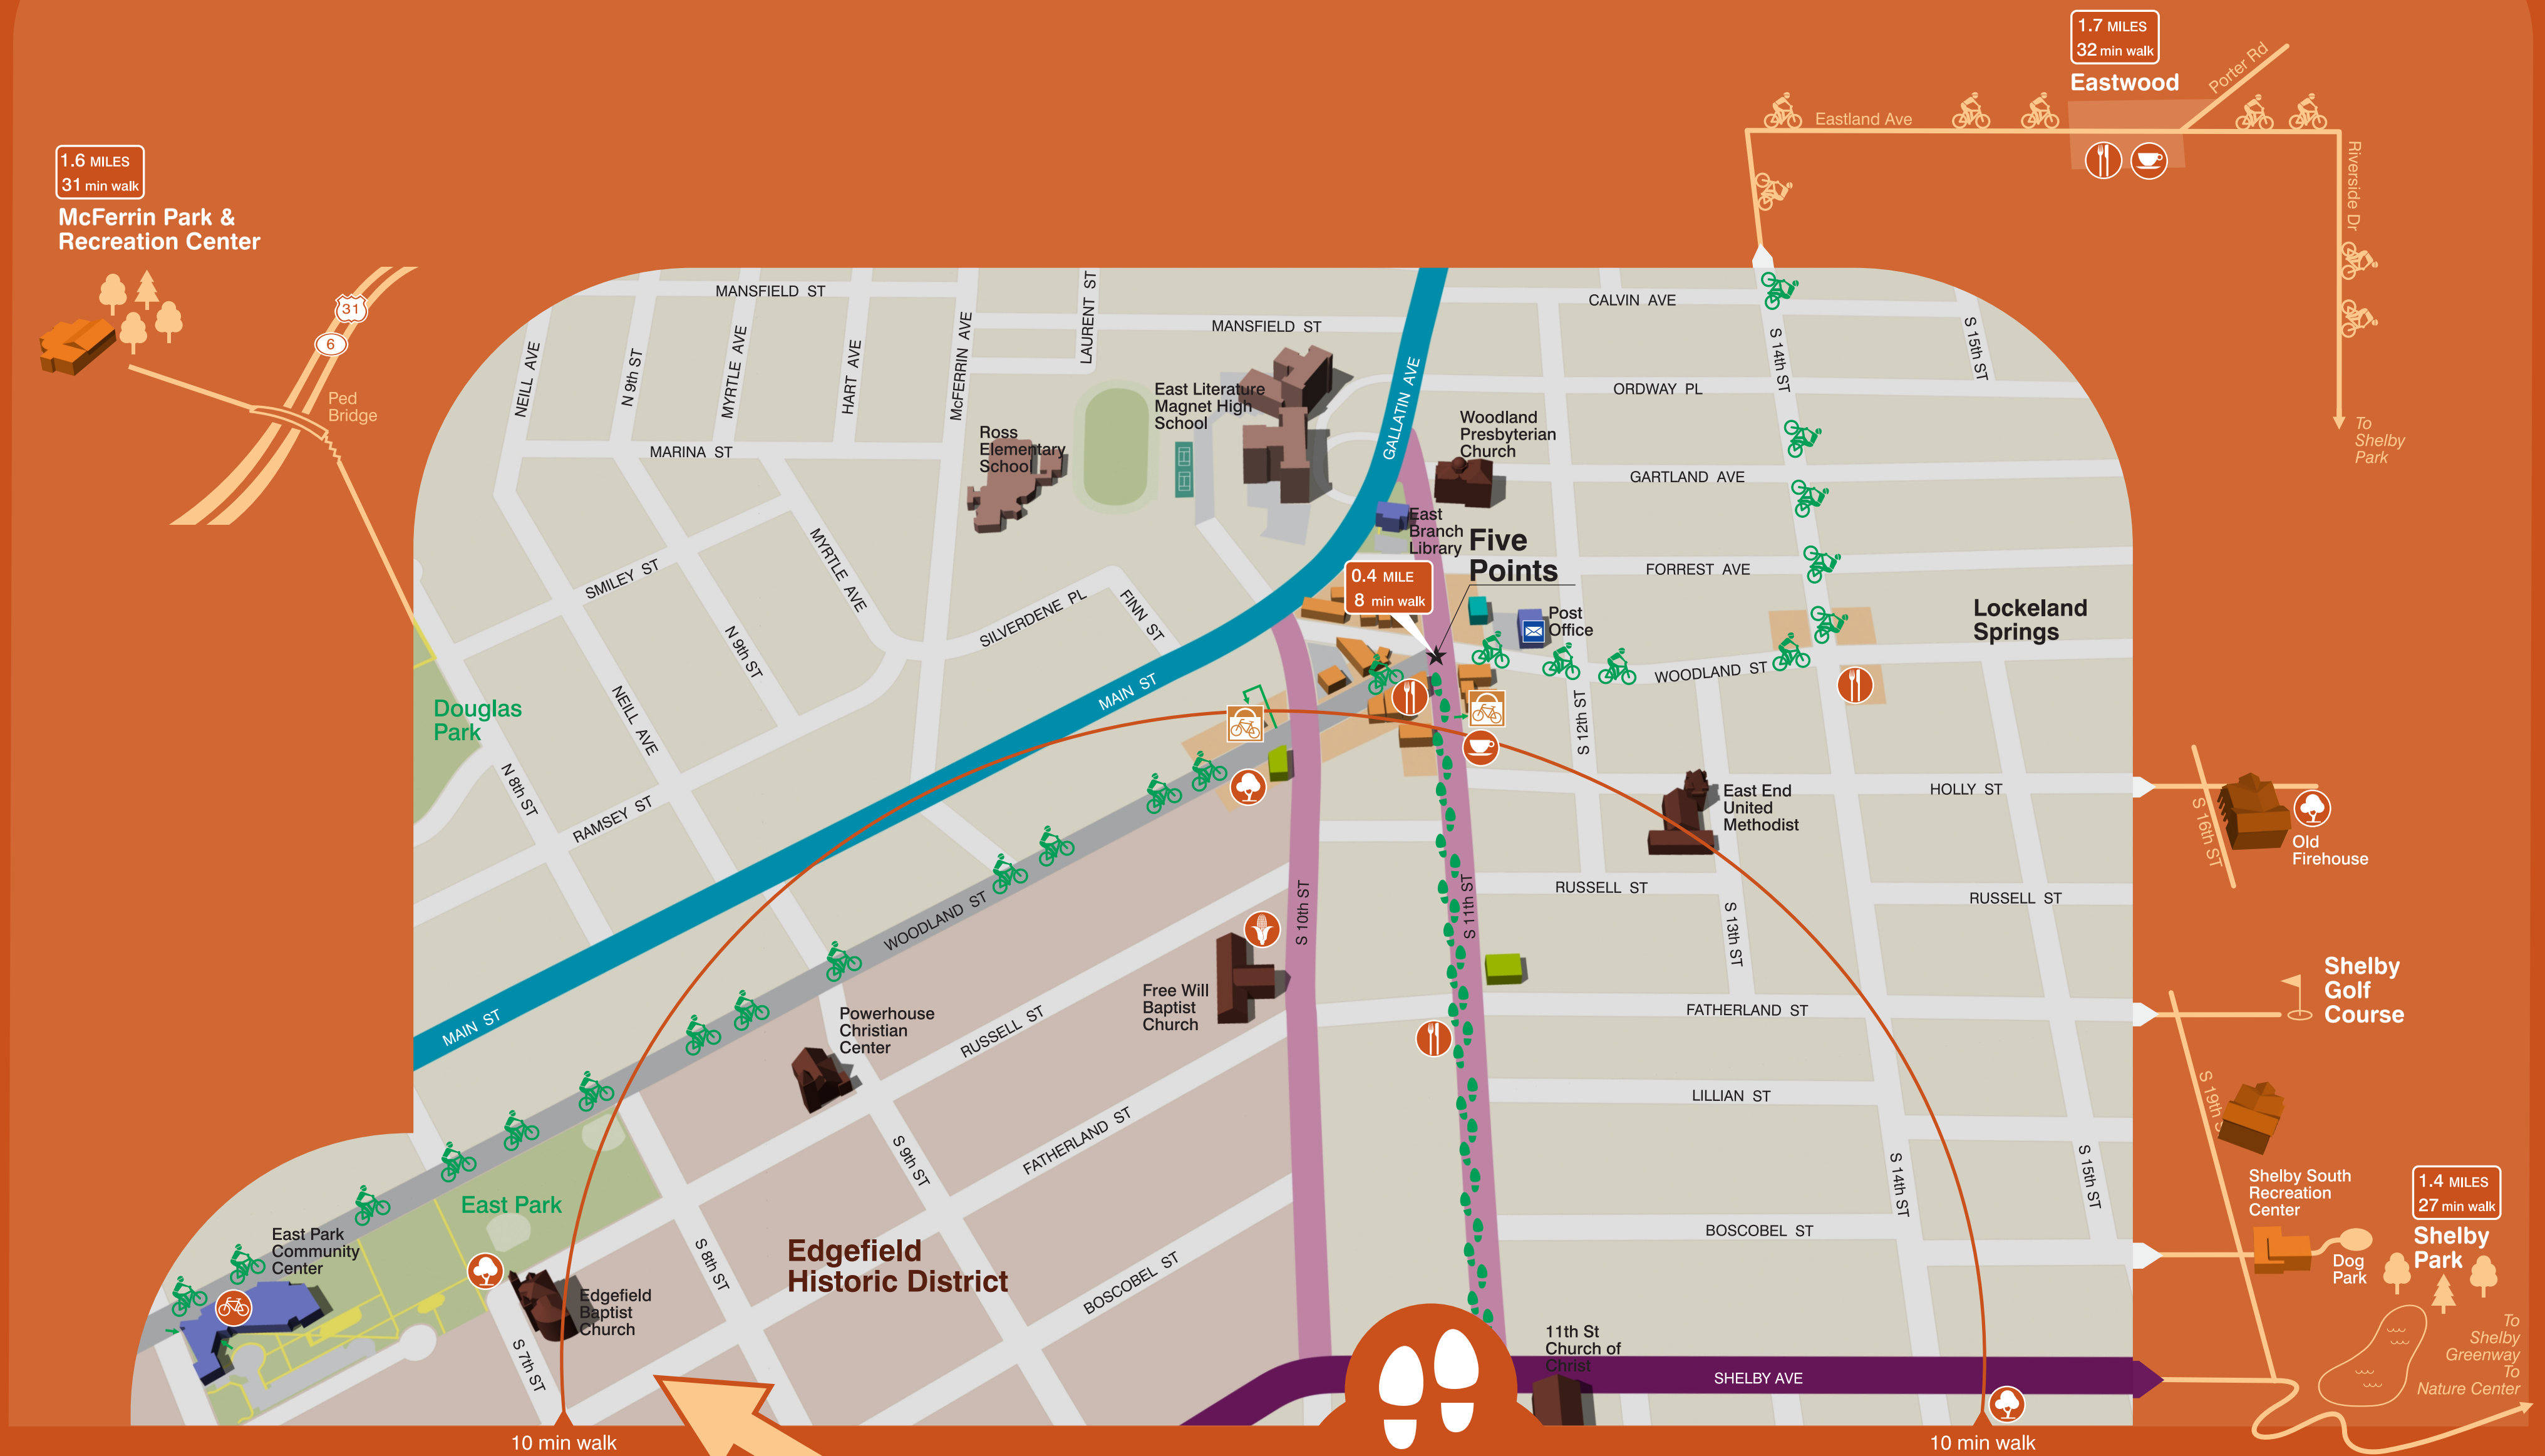 1.7 MILES
32 min walk
Eastwood
Porter Rd
Eastland Ave
Riverside Dr
To
Shelby
Park
1.6 MILES
31 min walk
McFerrin Park &
Recreation Center
31
6
Ped
Bridge
MANSFIELD ST
LAURENT ST
MANSFIELD ST
CALVIN AVE
NEILL AVE
N 9th ST
MYRTLE AVE
HART AVE
McFERRIN AVE
GALLATIN AVE
S 14th ST
S 15th ST
ORDWAY PL
East Literature
Magnet High
School
Ross
Elementary
School
Woodland
Presbyterian
Church
MARINA ST
GARTLAND AVE
East
Branch
Library
Five
Points
0.4 MILE
8 min walk
FORREST AVE
Post
Office
Lockeland
Springs
SMILEY ST
MYRTLE AVE
SILVERDENE PL
FINN ST
N 9th ST
NEILL AVE
MAIN ST
WOODLAND ST
S 12th ST
Douglas
Park
N 8th ST
RAMSEY ST
East End
United
Methodist
HOLLY ST
S 16th ST
Old
Firehouse
RUSSELL ST
RUSSELL ST
WOODLAND ST
S 10th ST
S 11th ST
S 13th ST
Free Will
Baptist
Church
FATHERLAND ST
Shelby
Golf
Course
MAIN ST
Powerhouse
Christian
Center
RUSSELL ST
LILLIAN ST
S 19th S
FATHERLAND ST
S 9th ST
S 14th ST
S 15th ST
East Park
Shelby South
Recreation
Center
1.4 MILES
27 min walk
Shelby
Park
Dog
Park
East Park
Community
Center
BOSCOBEL ST
Edgefield
Historic District
S 8th ST
BOSCOBEL ST
Edgefield
Baptist
Church
S 7th ST
11th St
Church of
Christ
SHELBY AVE
To
Shelby
Greenway
To
Nature Center
10 min walk
10 min walk